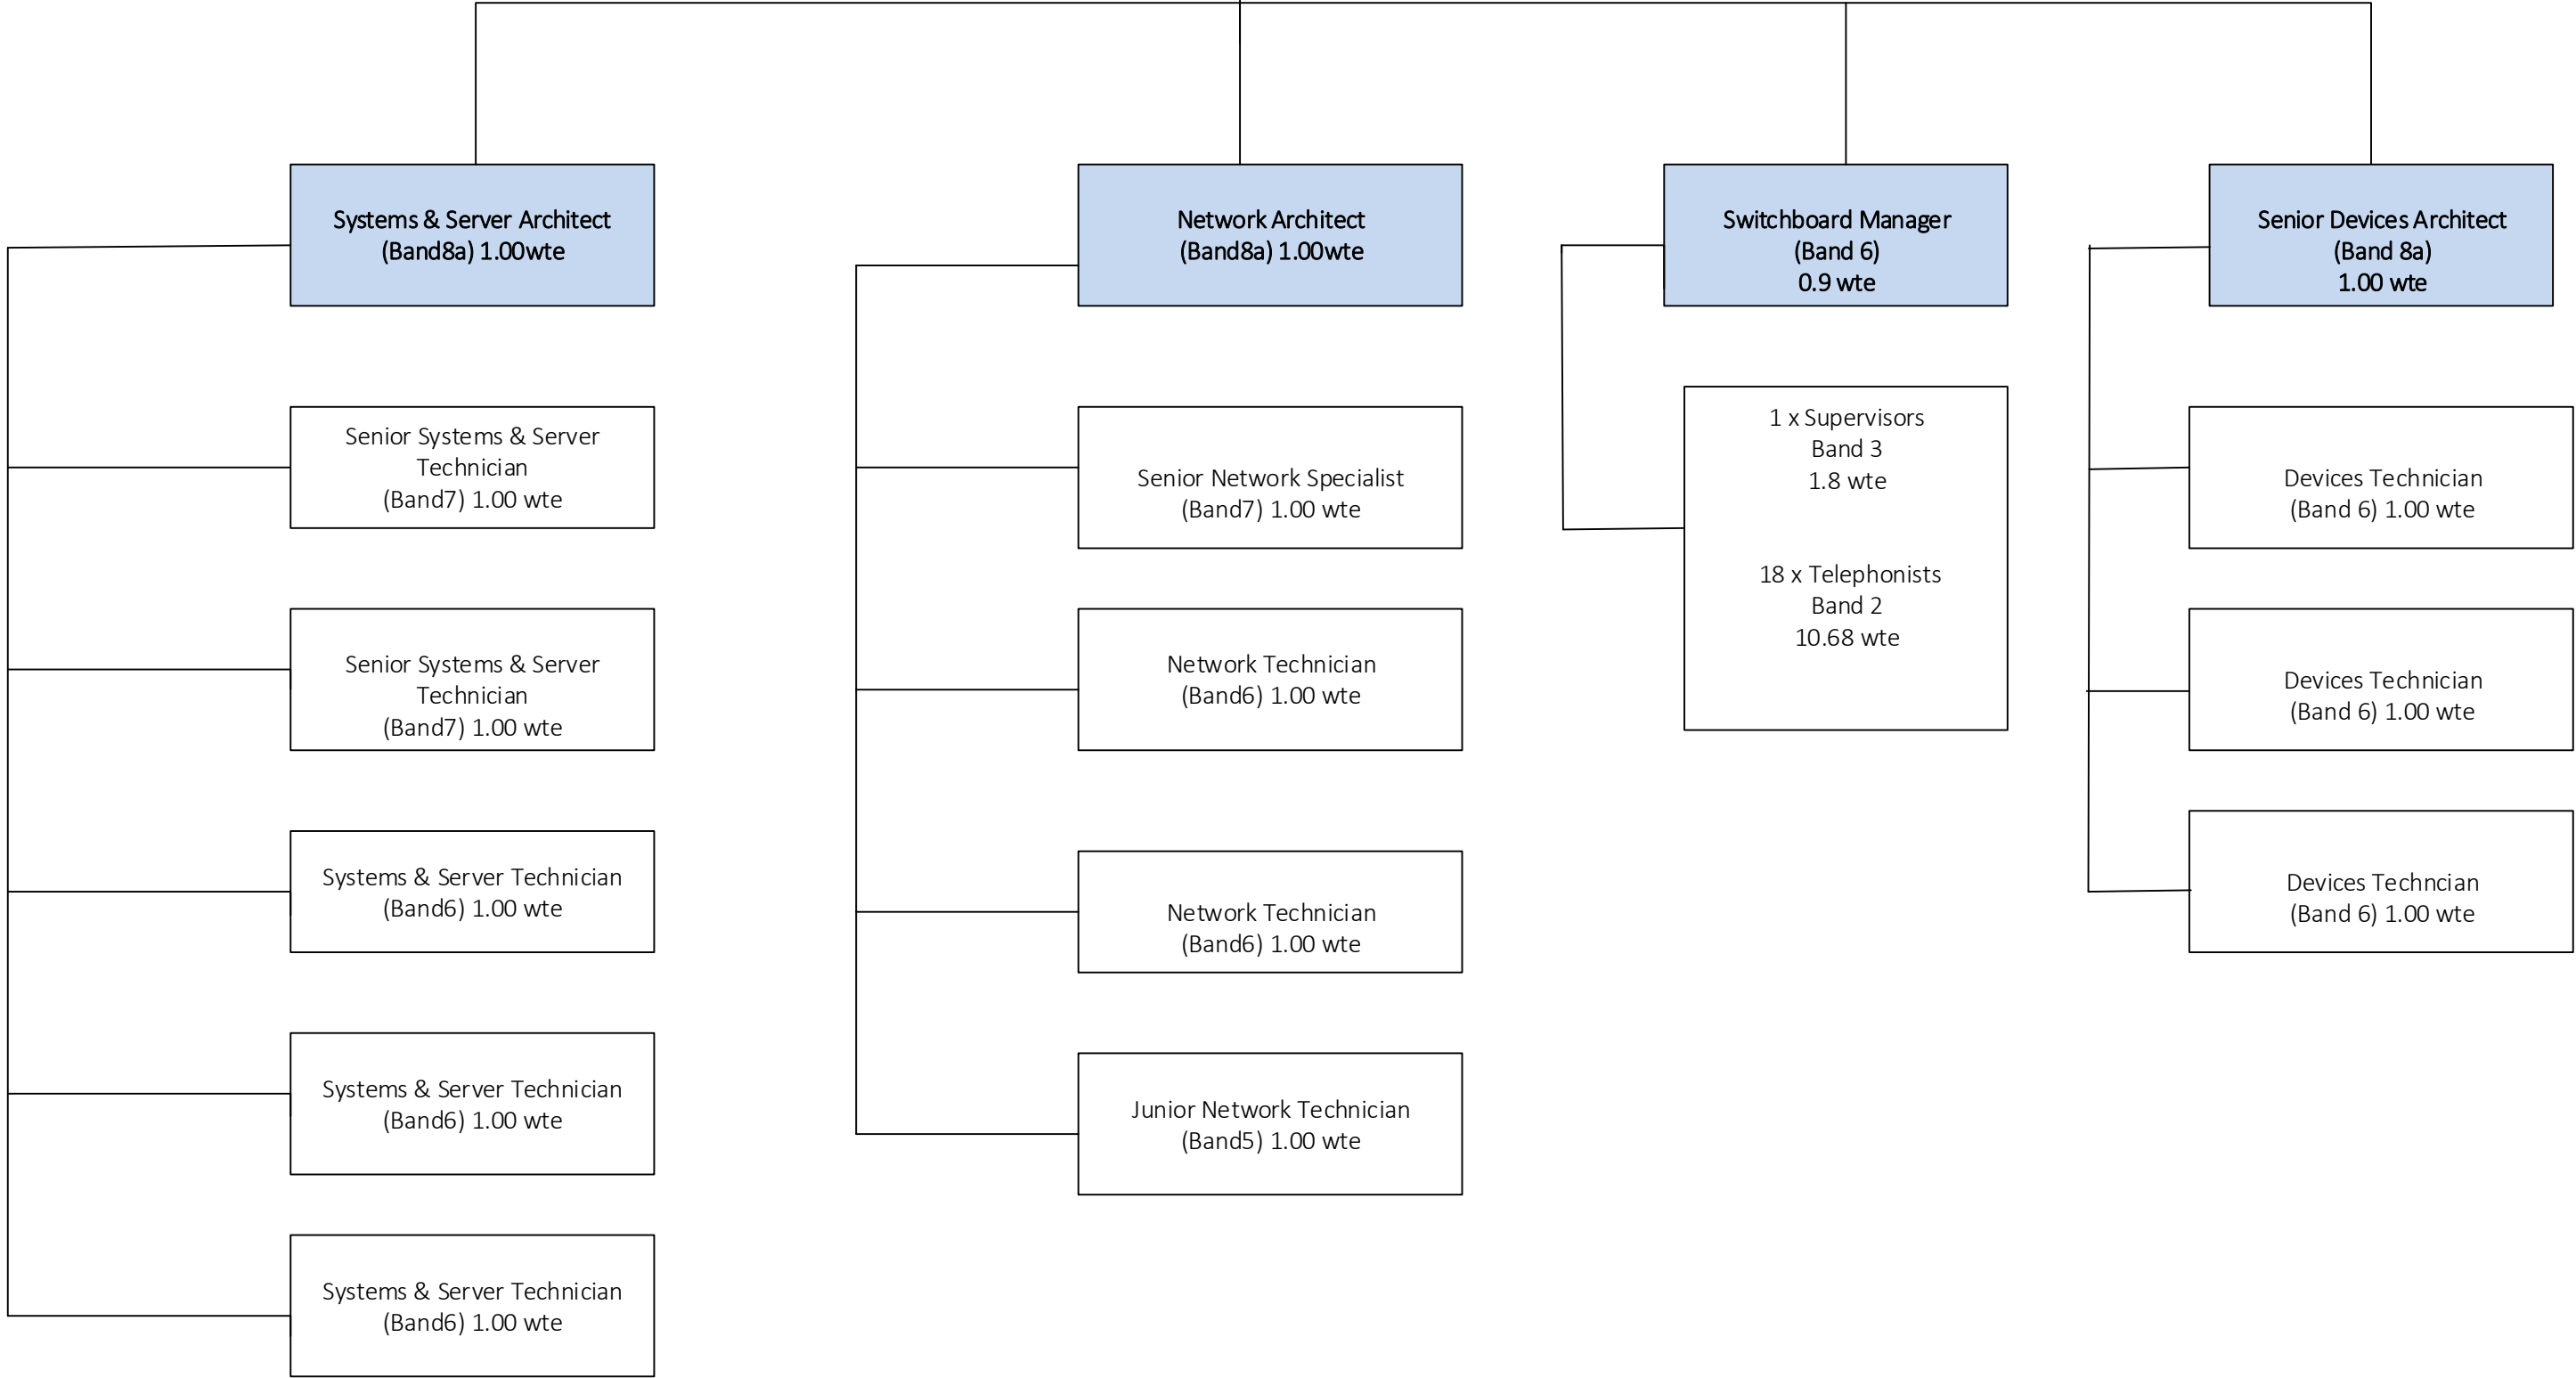 Systems & Server Architect
(Band8a) 1.00wte
Network Architect
(Band8a) 1.00wte
Switchboard Manager
(Band 6)
0.9 wte
Senior Devices Architect
(Band 8a)
1.00 wte
Senior Systems & Server
Technician
(Band7) 1.00 wte
Senior Systems & Server
Technician
(Band7) 1.00 wte
Systems & Server Technician
(Band6) 1.00 wte
Systems & Server Technician
(Band6) 1.00 wte
Systems & Server Technician
(Band6) 1.00 wte
Senior Network Specialist
(Band7) 1.00 wte
Network Technician
(Band6) 1.00 wte
Network Technician
(Band6) 1.00 wte
Junior Network Technician
(Band5) 1.00 wte
1 x Supervisors
Band 3
1.8 wte
18 x Telephonists
Band 2
10.68 wte
Devices Technician
(Band 6) 1.00 wte
Devices Technician
(Band 6) 1.00 wte
Devices Techncian
(Band 6) 1.00 wte